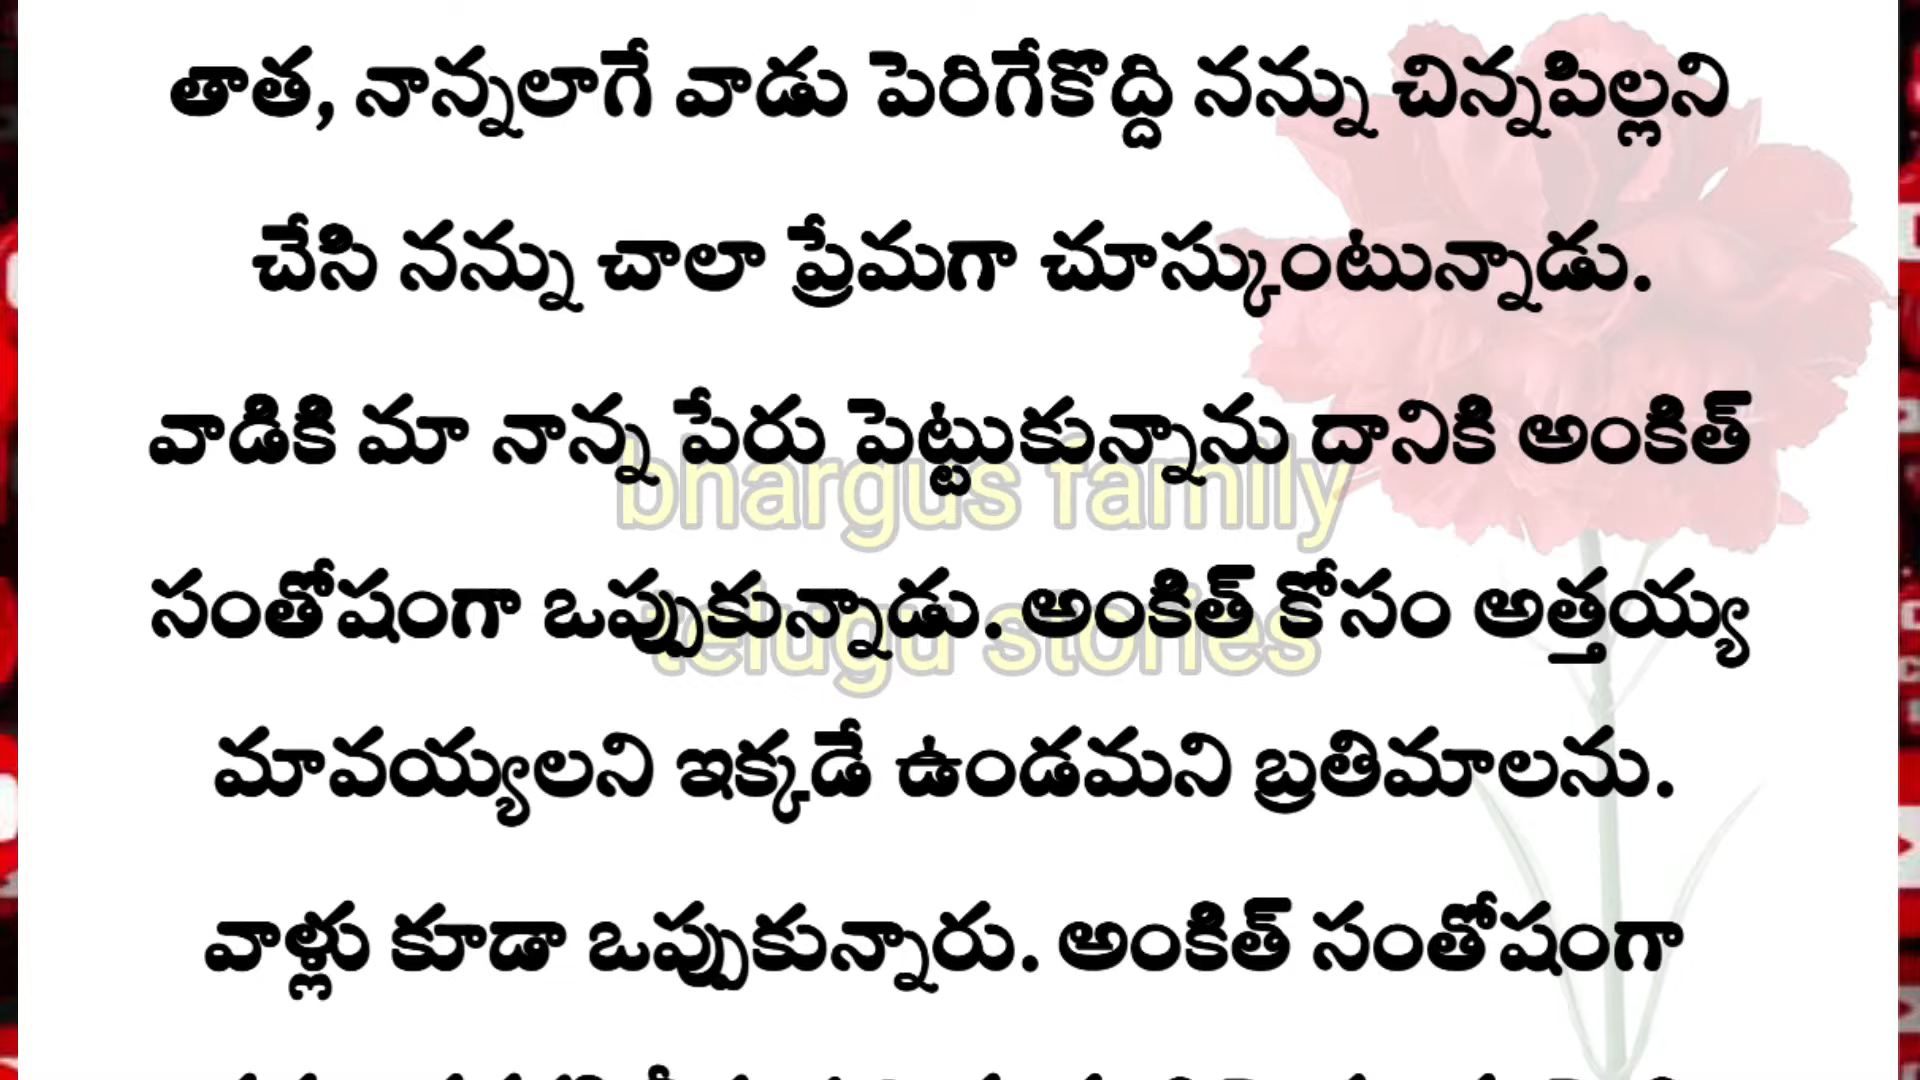 తాత, నాన్నలాగే వాడు పెరిగేకొద్ది నన్ను చిన్నపిల్లని
చేసి నన్ను చాలా ప్రేమగా చూస్కుంటున్నాడు.
వాడికి మా నాన్న పేరు పెట్టుకున్నాను దానికి అంకిత్
bhargus family
సంతోషంగా ఒప్పుకున్నాడు. అంకిత్ కోసం అత్తయ్య
telugu stories
మావయ్యలని ఇక్కడే ఉండమని బ్రతిమాలను.
వాళ్లు కూడా ఒప్పుకున్నారు. అంకిత్ సంతోషంగా